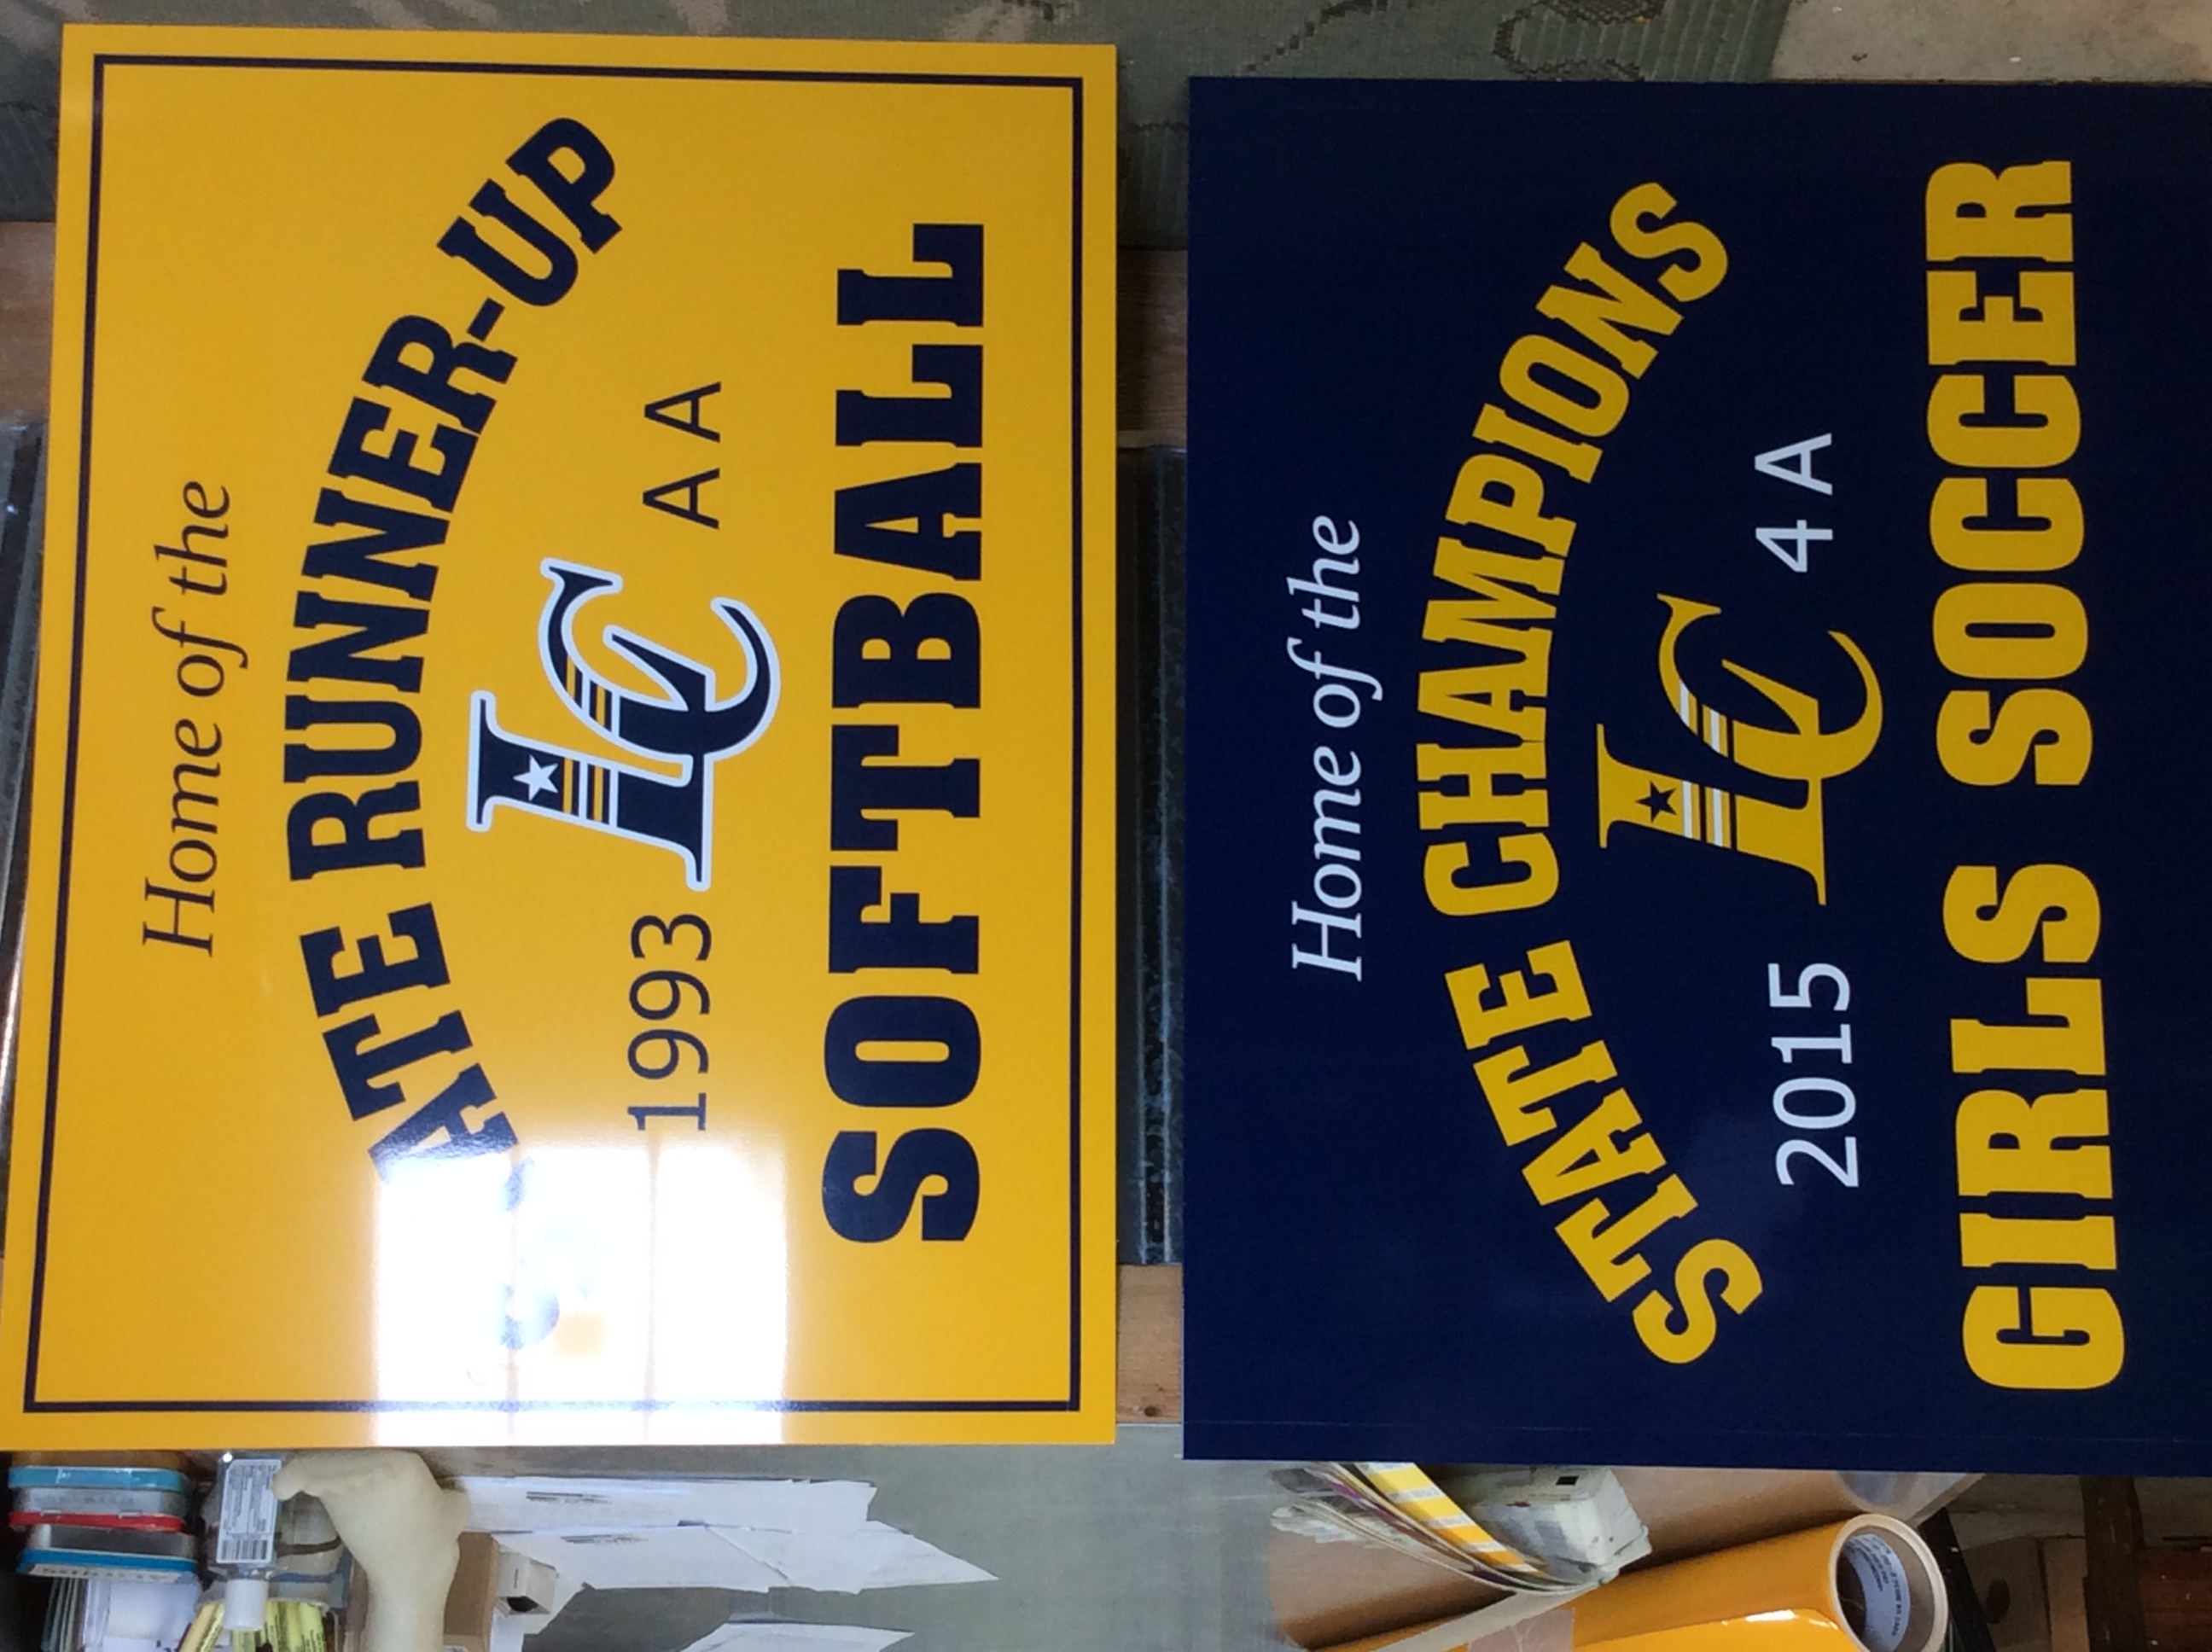 Home of the
STATE RUNNER-UP
1993 LC AA
SOFTBALL
Home of the
STATE CHAMPIONS
2015 LC 4A
GIRLS SOCCER